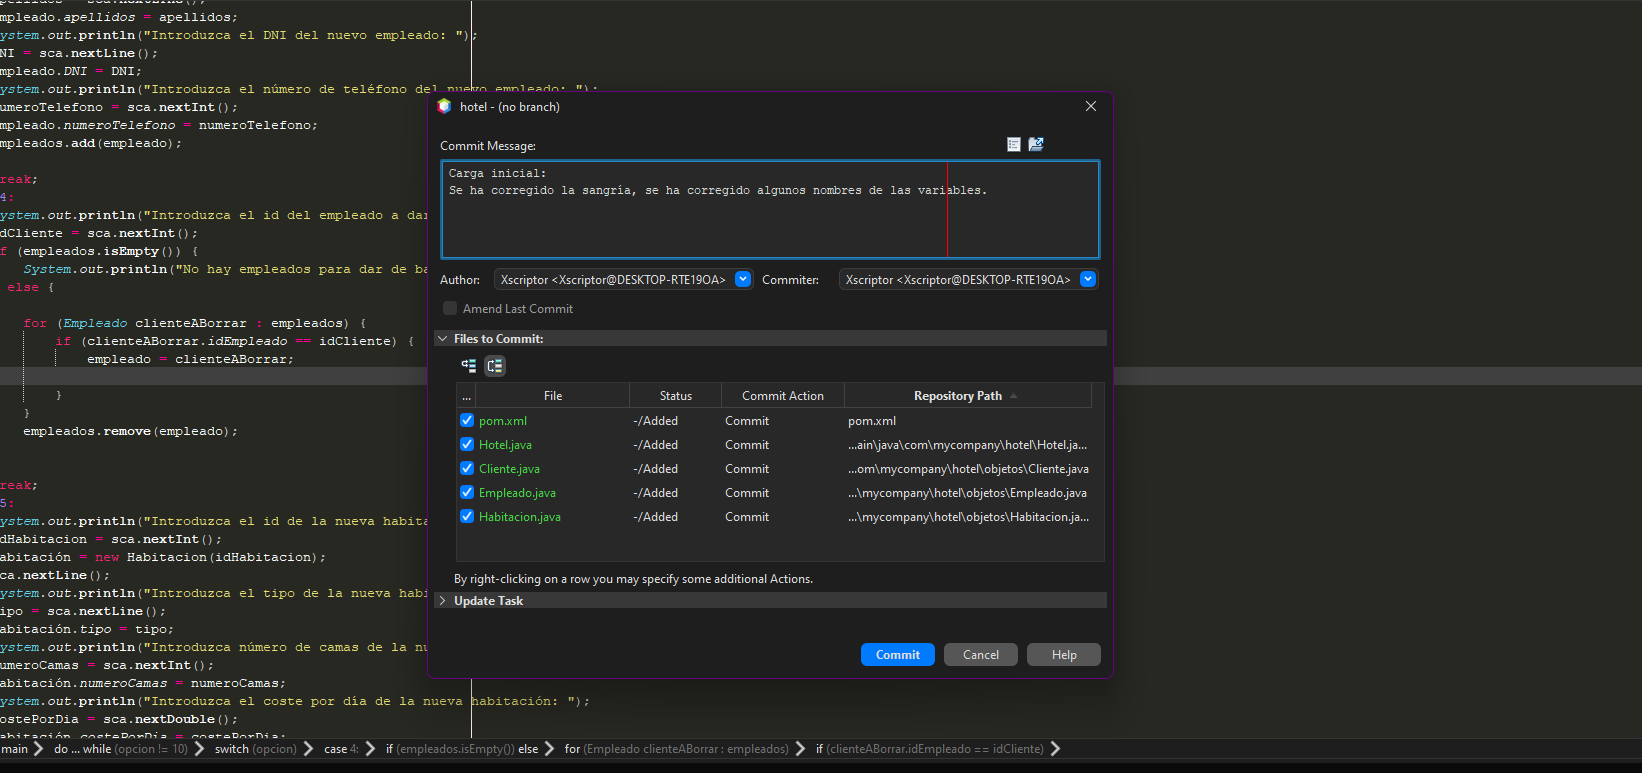 mpleado.apellidos = apellidos;
ystem.out.println("Introduzca el DNI del nuevo empleado: ");
NI = sca.nextLine();
mpleado.DNI = DNI;
ystem.out.println("Introduzca el número de teléfono del nuevo empleado: ");
umeroTelefono = sca.nextInt();
mpleado.numeroTelefono = numeroTelefono;
mpleados.add(empleado);
reak;
4:
ystem.out.println("Introduzca el id del empleado a dar
dCliente = sca.nextInt();
f (empleados.isEmpty()) {
System.out.println("No hay empleados para dar de ba
else {
for (Empleado clienteABorrar : empleados) {
if (clienteABorrar.idEmpleado == idCliente) {
empleado = clienteABorrar;
}
}
empleados.remove(empleado);
reak;
5:
ystem.out.println("Introduzca el id de la nueva habita
dHabitacion = sca.nextInt();
abitación = new Habitacion(idHabitacion);
ca.nextLine();
ystem.out.println("Introduzca el tipo de la nueva habi
ipo = sca.nextLine();
abitación.tipo = tipo;
ystem.out.println("Introduzca número de camas de la nu
umeroCamas = sca.nextInt();
abitación.numeroCamas = numeroCamas;
ystem.out.println("Introduzca el coste por día de la nueva habitación: ");
ostePorDia = sca.nextDouble();
abitación.costePorDia = costePorDia;
hotel - (no branch)
Commit Message:
Carga inicial:
Se ha corregido la sangría, se ha corregido algunos nombres de las variables.
Author: Xscriptor <Xscriptor@DESKTOP-RTE19OA> Commiter: Xscriptor <Xscriptor@DESKTOP-RTE19OA>
Amend Last Commit
Files to Commit:
... File Status Commit Action Repository Path
pom.xml -/Added Commit pom.xml
Hotel.java -/Added Commit ...ain\java\com\mycompany\hotel\Hotel.ja...
Cliente.java -/Added Commit ...om\mycompany\hotel\objetos\Cliente.java
Empleado.java -/Added Commit ...\mycompany\hotel\objetos\Empleado.java
Habitacion.java -/Added Commit ...\mycompany\hotel\objetos\Habitacion.ja...
By right-clicking on a row you may specify some additional Actions.
Update Task
Commit Cancel Help
main do ... while (opcion != 10) switch (opcion) case 4: if (empleados.isEmpty()) else for (Empleado clienteABorrar : empleados) if (clienteABorrar.idEmpleado == idCliente)